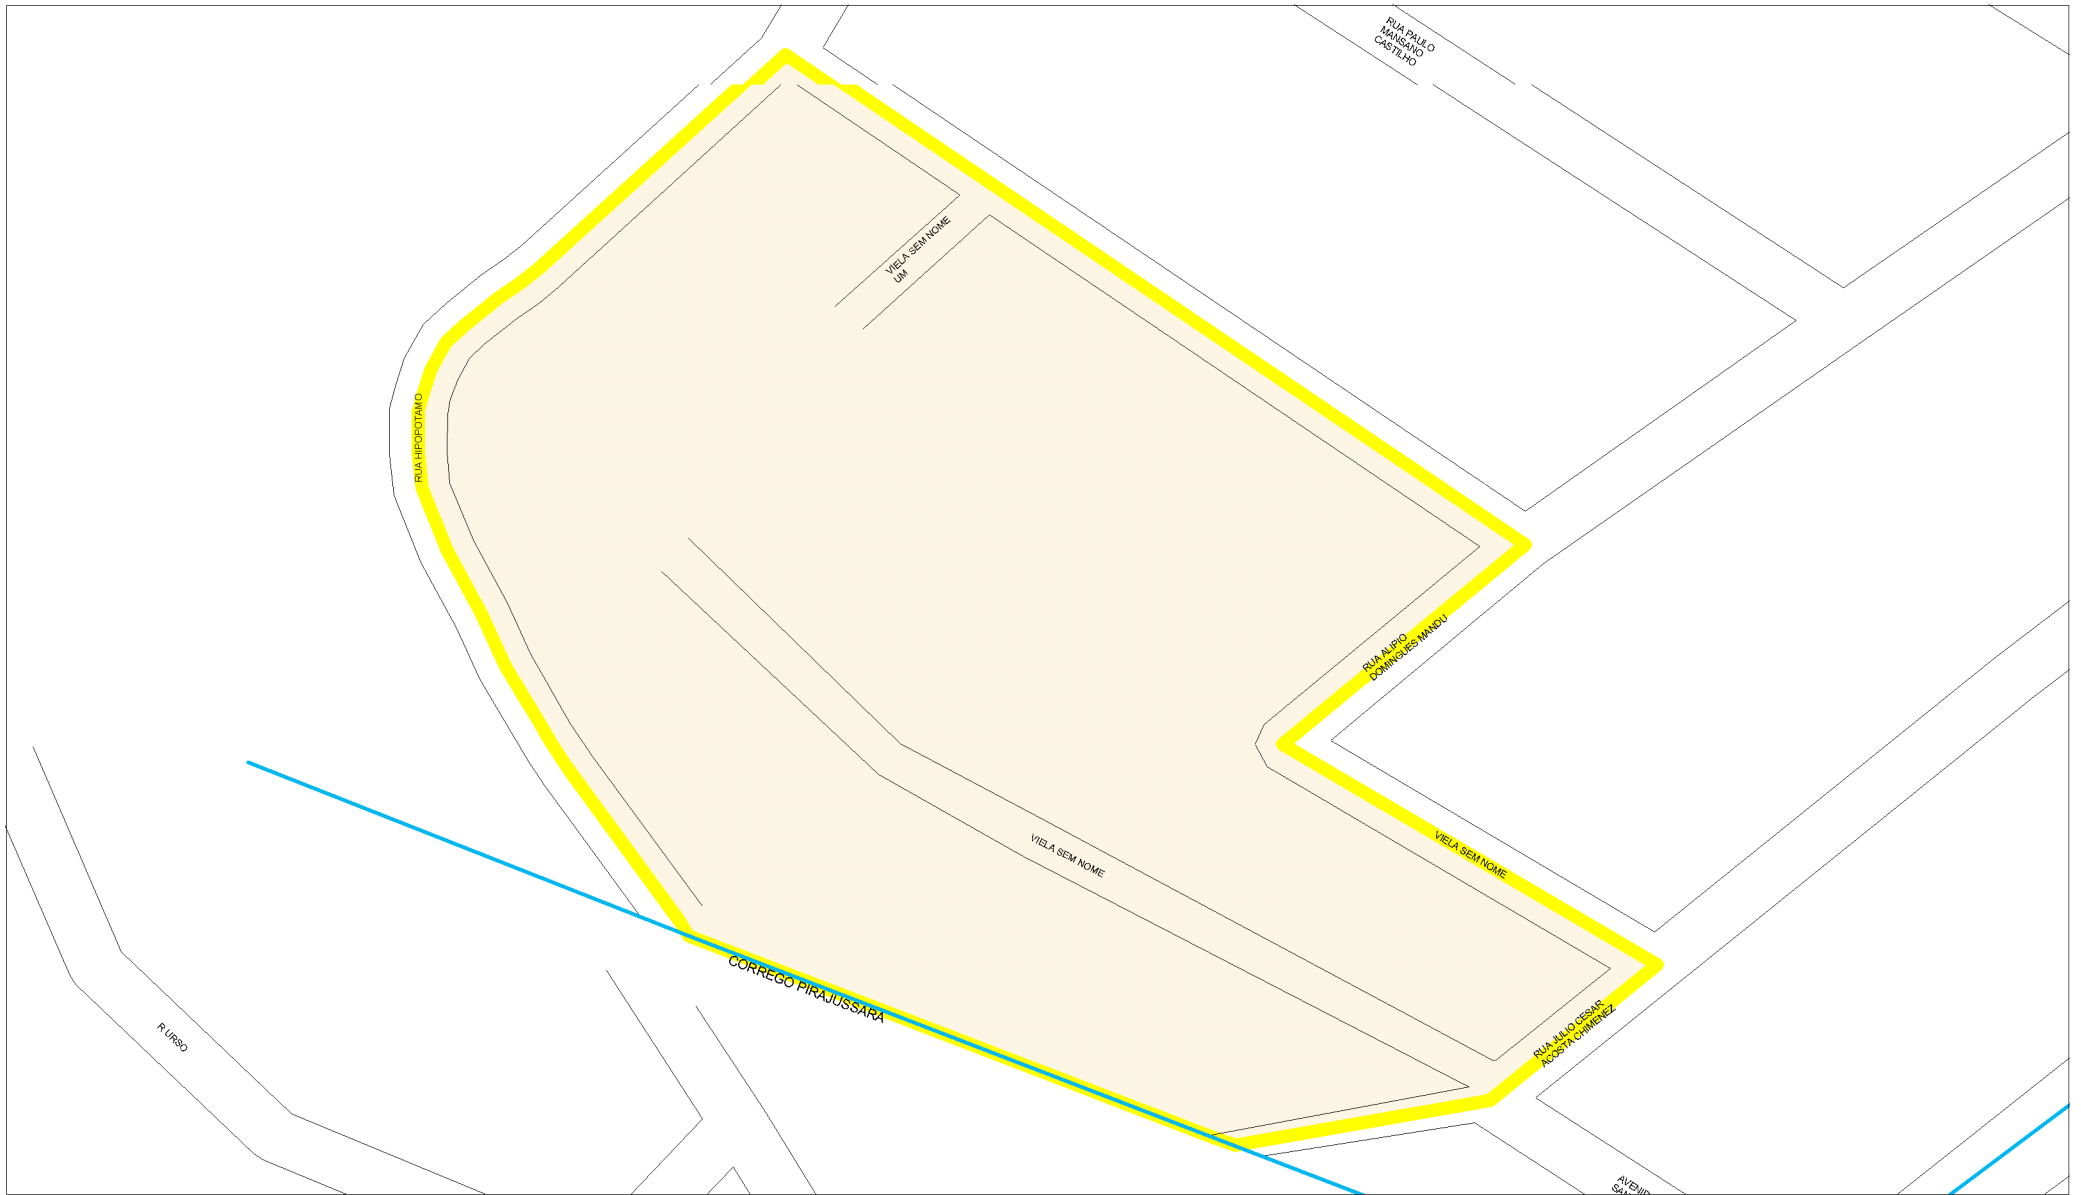 RUA PAULO
MANSANO
CASTILHO
VIELA SEM NOME
UM
RUA HIPOPOTAMO
RUA ALIPIO
DOMINGUES MANDU
VIELA SEM NOME
VIELA SEM NOME
CORREGO PIRAJUSSARA
RUA JULIO CESAR
ACOSTA CHIMENEZ
R URSO